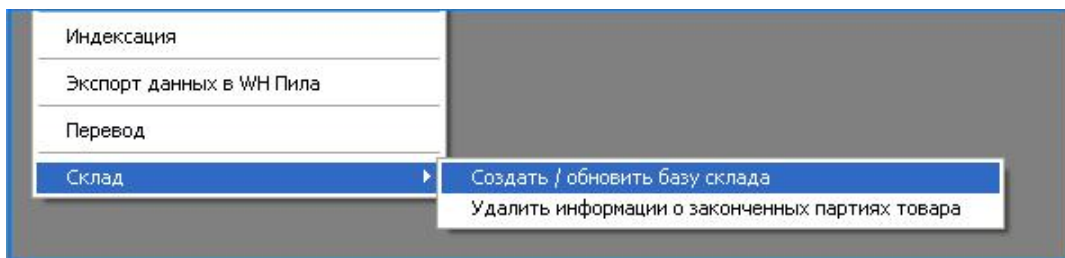 Индексация
Экспорт данных в WH Пила
Перевод
Склад
Создать / обновить базу склада
Удалить информации о законченных партиях товара